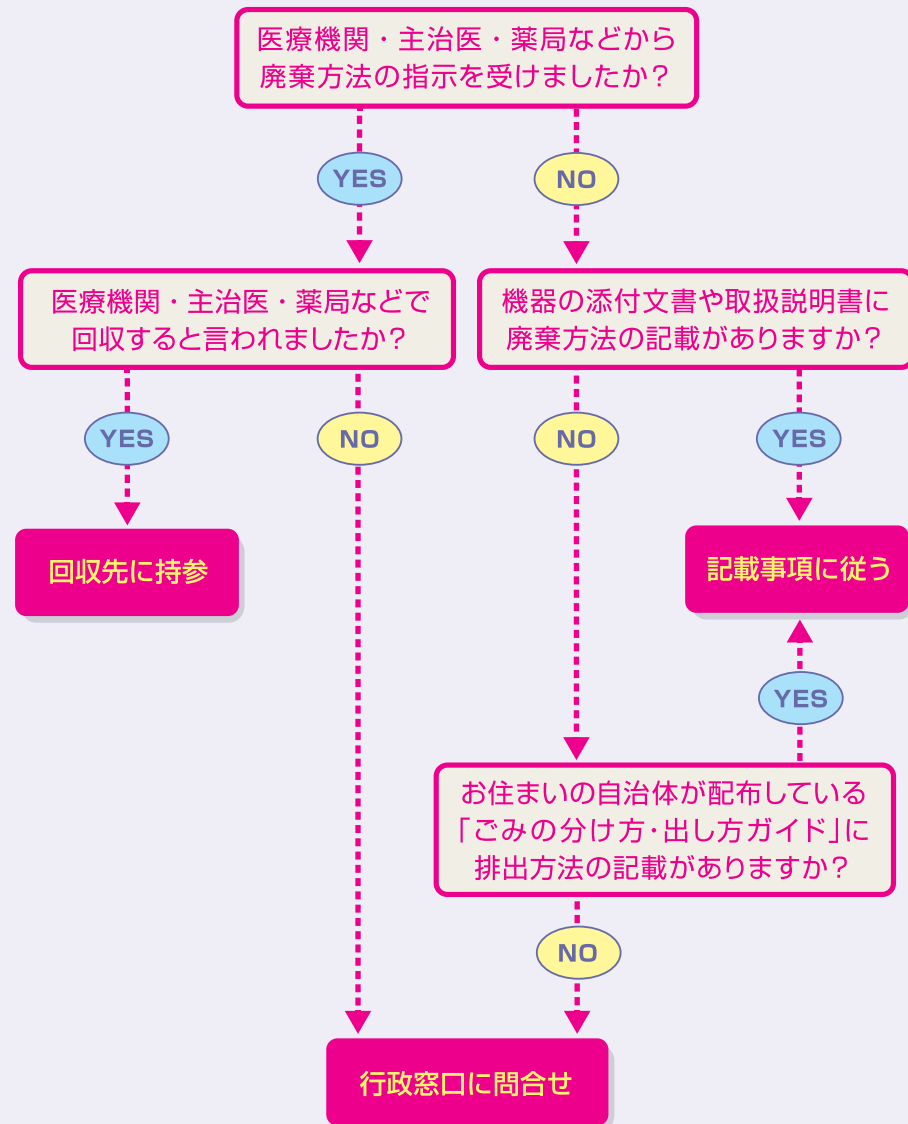 医療機関・主治医・薬局などから
廃棄方法の指示を受けましたか？
YES
NO
医療機関・主治医・薬局などで
回収すると言われましたか？
機器の添付文書や取扱説明書に
廃棄方法の記載がありますか？
YES
NO
NO
YES
回収先に持参
記載事項に従う
YES
お住まいの自治体が配布している
「ごみの分け方・出し方ガイド」に
排出方法の記載がありますか？
NO
行政窓口に問合せ